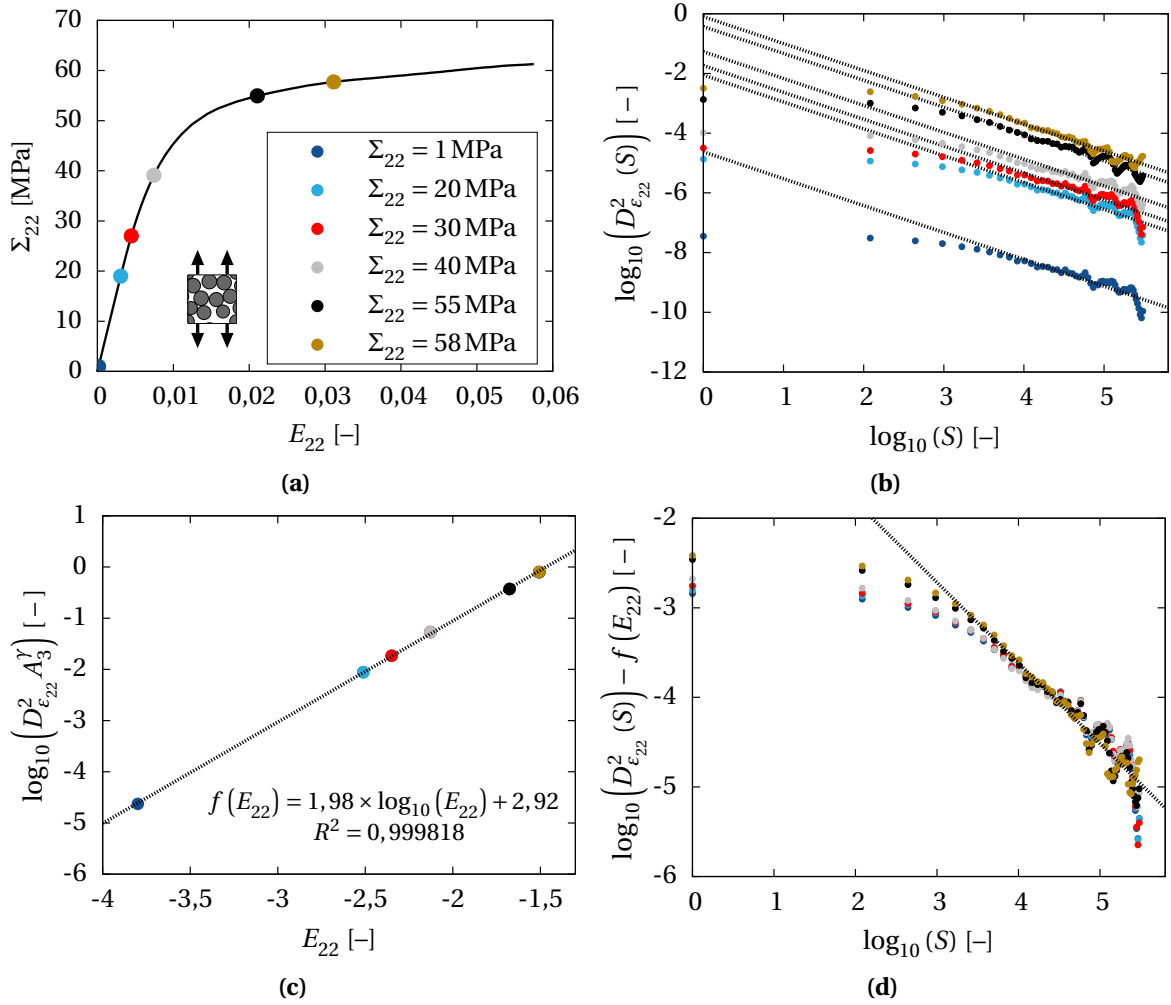 70
60
50
40
30
20
10
0
Σ22 [MPa]
0 0,01 0,02 0,03 0,04 0,05 0,06
E22 [–]
Σ22 = 1 MPa
Σ22 = 20 MPa
Σ22 = 30 MPa
Σ22 = 40 MPa
Σ22 = 55 MPa
Σ22 = 58 MPa
(a)
-0
-2
-4
-6
-8
-10
-12
log10(D²ε22 (S)) [–]
0 1 2 3 4 5
log10 (S) [–]
(b)
1
0
-1
-2
-3
-4
-5
-6
log10(D²ε22 A3^γ) [–]
f(E22) = 1,98 × log10(E22) + 2,92
R² = 0,999818
-4 -3,5 -3 -2,5 -2 -1,5
E22 [–]
(c)
-2
-3
-4
-5
-6
log10(D²ε22 (S)) – f(E22) [–]
0 1 2 3 4 5
log10 (S) [–]
(d)